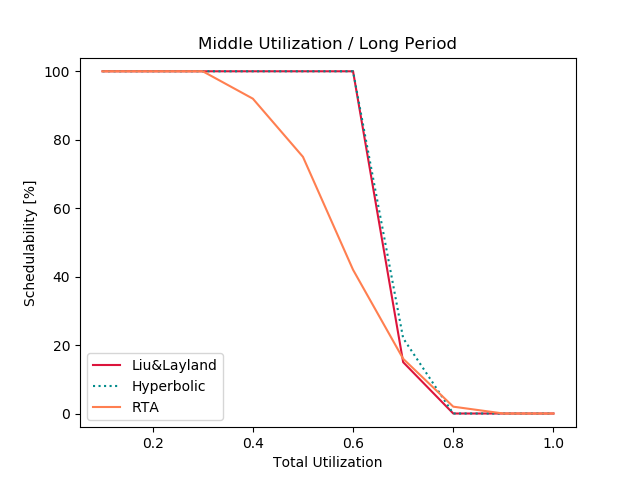 Middle Utilization / Long Period
Schedulability [%]
100
80
60
40
20
0
Liu&Layland
Hyperbolic
RTA
0.2
0.4
0.6
0.8
1.0
Total Utilization